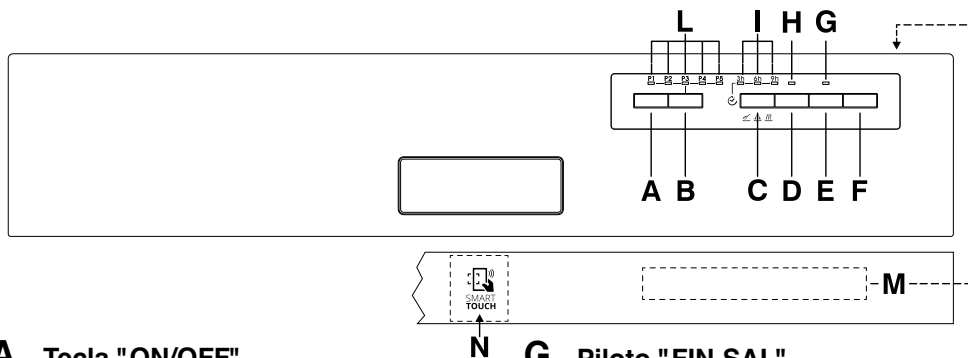 L I H G
P1 P2 P3 P4 P5 3h 6h 9h
A B C D E F
SMART
TOUCH
M
N
A Tecla "ON/OFF"
G Piloto "FIN SAL"